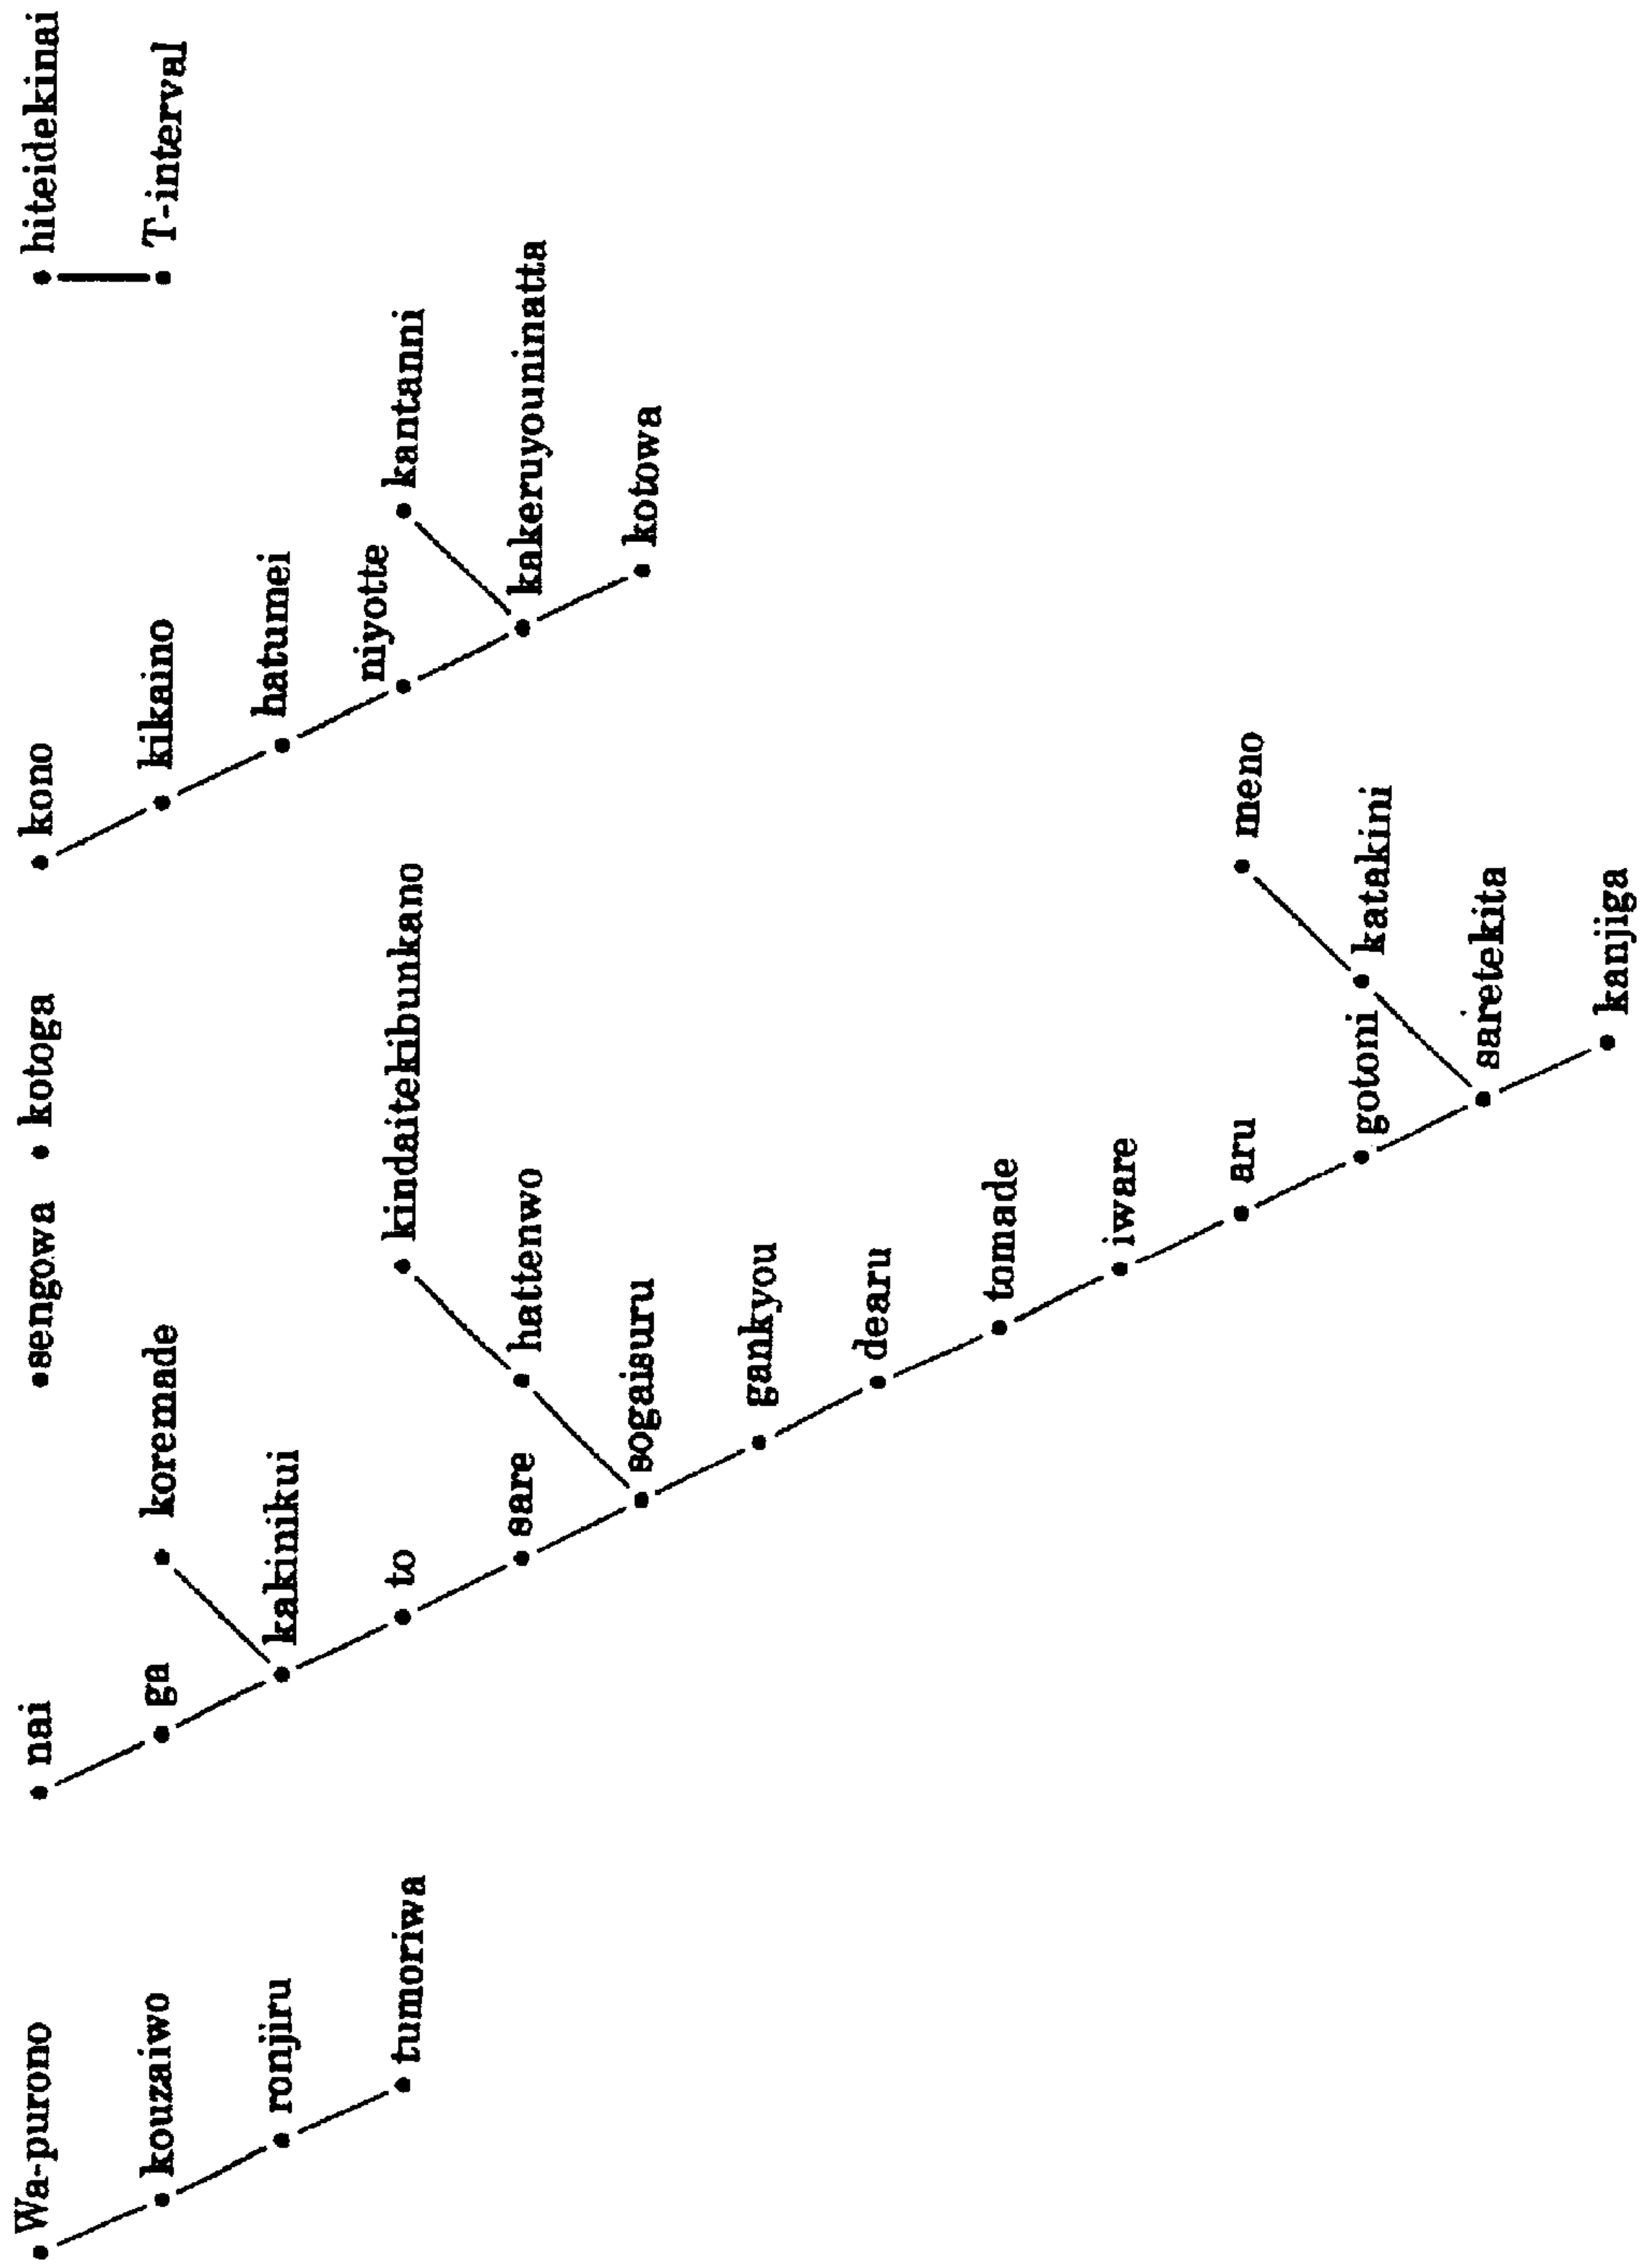 Wa-purono
kouzaiwo
ronjiru
tumoriwa
nai
ga
koremade
kakinikui
to
sare
kindaitekibunkano
hattenwo
sogaisuru
gankyou
dearu
tomade
iware
aru
gotoni
meno
katakini
saretekita
kanjiga
sengowa
kotoga
kono
kikaino
hatumei
niyotte
kantanni
kakeruyouninatta
kotowa
hiteidekinai
T-interval